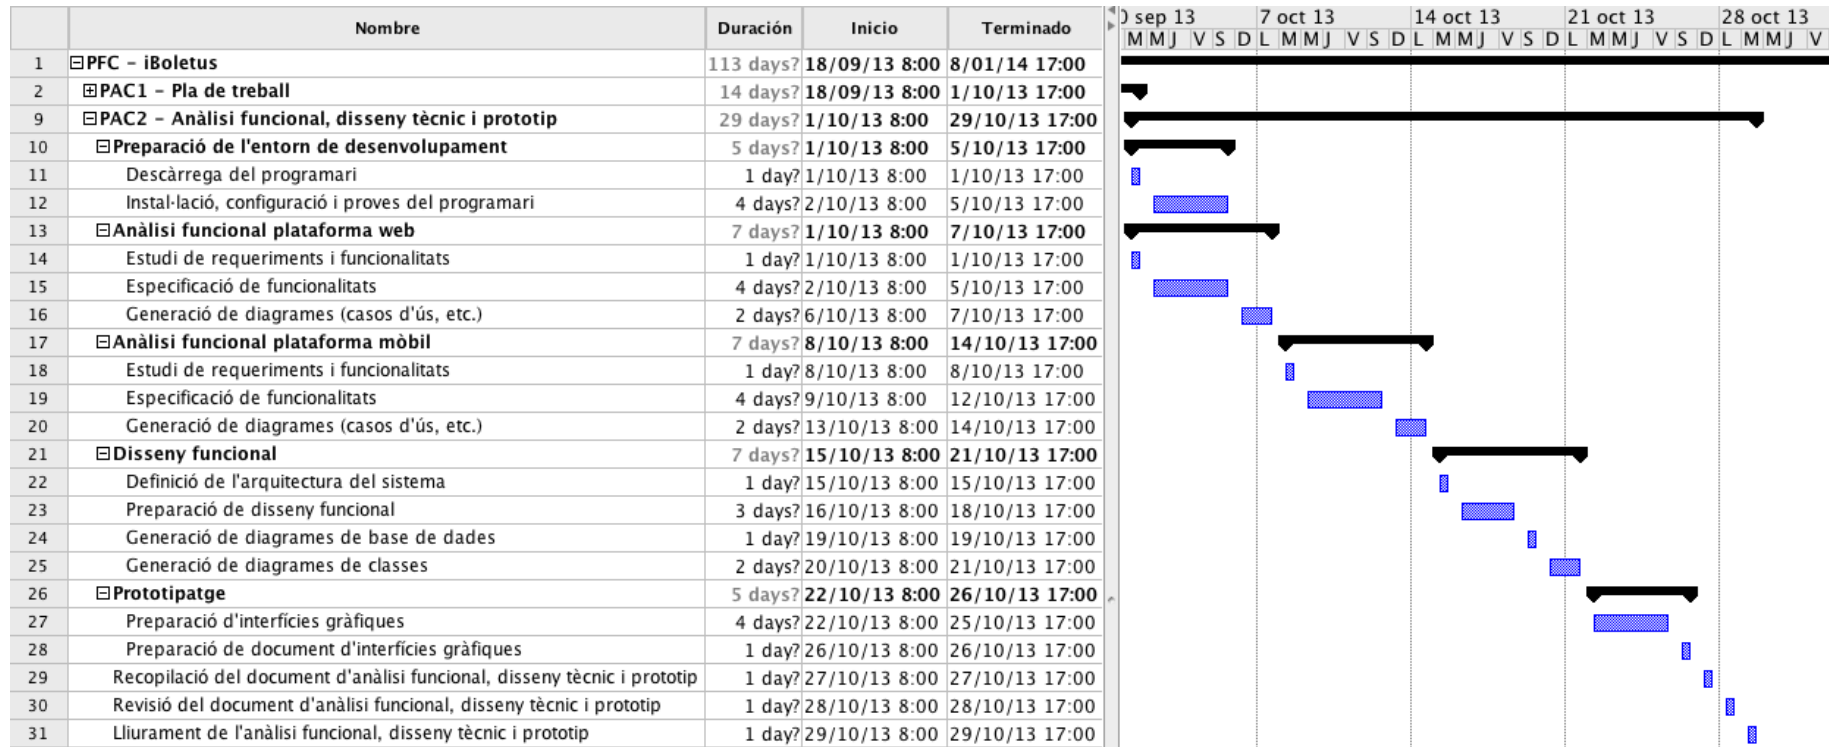 Nombre Duración Inicio Terminado
0 sep 13 7 oct 13 14 oct 13 21 oct 13 28 oct 13
M M J V S D L M M J V S D L M M J V S D L M M J V S D L M M J V
1 PFC - iBoletus 113 days? 18/09/13 8:00 8/01/14 17:00
2 PAC1 - Pla de treball 14 days? 18/09/13 8:00 1/10/13 17:00
9 PAC2 - Anàlisi funcional, disseny tècnic i prototip 29 days? 1/10/13 8:00 29/10/13 17:00
10 Preparació de l'entorn de desenvolupament 5 days? 1/10/13 8:00 5/10/13 17:00
11 Descàrrega del programari 1 day? 1/10/13 8:00 1/10/13 17:00
12 Instal·lació, configuració i proves del programari 4 days? 2/10/13 8:00 5/10/13 17:00
13 Anàlisi funcional plataforma web 7 days? 1/10/13 8:00 7/10/13 17:00
14 Estudi de requeriments i funcionalitats 1 day? 1/10/13 8:00 1/10/13 17:00
15 Especificació de funcionalitats 4 days? 2/10/13 8:00 5/10/13 17:00
16 Generació de diagrames (casos d'ús, etc.) 2 days? 6/10/13 8:00 7/10/13 17:00
17 Anàlisi funcional plataforma mòbil 7 days? 8/10/13 8:00 14/10/13 17:00
18 Estudi de requeriments i funcionalitats 1 day? 8/10/13 8:00 8/10/13 17:00
19 Especificació de funcionalitats 4 days? 9/10/13 8:00 12/10/13 17:00
20 Generació de diagrames (casos d'ús, etc.) 2 days? 13/10/13 8:00 14/10/13 17:00
21 Disseny funcional 7 days? 15/10/13 8:00 21/10/13 17:00
22 Definició de l'arquitectura del sistema 1 day? 15/10/13 8:00 15/10/13 17:00
23 Preparació de disseny funcional 3 days? 16/10/13 8:00 18/10/13 17:00
24 Generació de diagrames de base de dades 1 day? 19/10/13 8:00 19/10/13 17:00
25 Generació de diagrames de classes 2 days? 20/10/13 8:00 21/10/13 17:00
26 Prototipatge 5 days? 22/10/13 8:00 26/10/13 17:00
27 Preparació d'interfícies gràfiques 4 days? 22/10/13 8:00 25/10/13 17:00
28 Preparació de document d'interfícies gràfiques 1 day? 26/10/13 8:00 26/10/13 17:00
29 Recopilació del document d'anàlisi funcional, disseny tècnic i prototip 1 day? 27/10/13 8:00 27/10/13 17:00
30 Revisió del document d'anàlisi funcional, disseny tècnic i prototip 1 day? 28/10/13 8:00 28/10/13 17:00
31 Lliurament de l'anàlisi funcional, disseny tècnic i prototip 1 day? 29/10/13 8:00 29/10/13 17:00